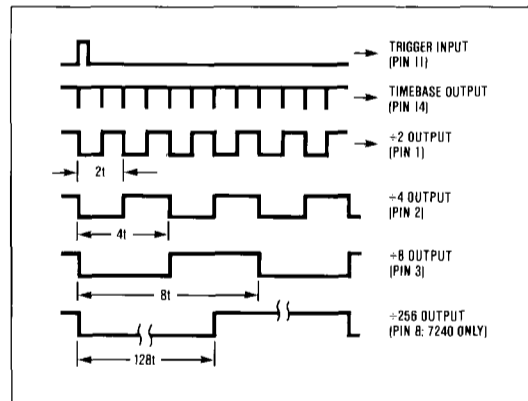 TRIGGER INPUT
(PIN 11)
TIMEBASE OUTPUT
(PIN 14)
÷2 OUTPUT
(PIN 1)
2t
÷4 OUTPUT
(PIN 2)
4t
÷8 OUTPUT
(PIN 3)
8t
÷256 OUTPUT
(PIN 8; 7240 ONLY)
128t